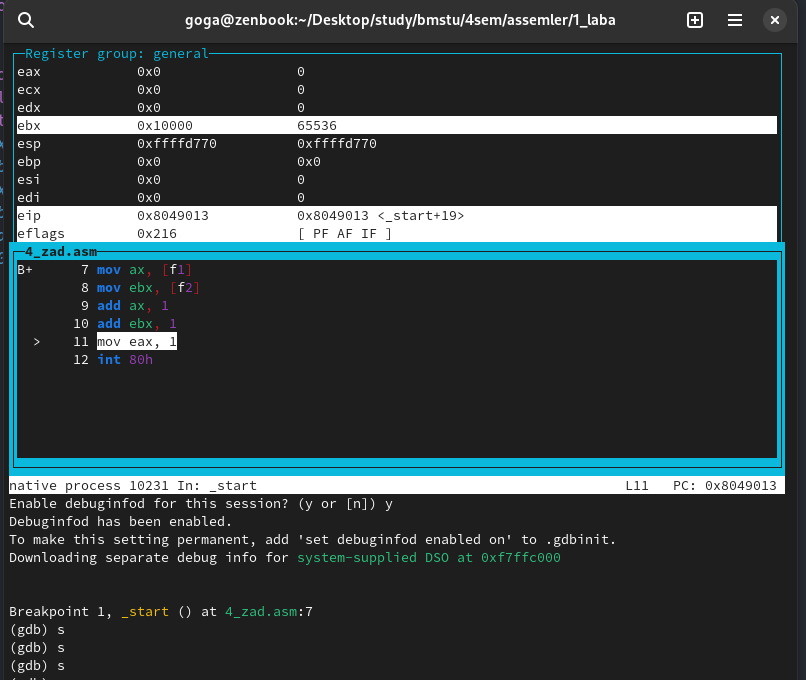 goga@zenbook:~/Desktop/study/bmstu/4sem/assemler/1_laba
Register group: general
eax 0x0 0
ecx 0x0 0
edx 0x0 0
ebx 0x10000 65536
esp 0xffffd770 0xffffd770
ebp 0x0 0x0
esi 0x0 0
edi 0x0 0
eip 0x8049013 0x8049013 <_start+19>
eflags 0x216 [ PF AF IF ]
4_zad.asm
B+ 7 mov ax, [f1]
8 mov ebx, [f2]
9 add ax, 1
10 add ebx, 1
> 11 mov eax, 1
12 int 80h
native process 10231 In: _start L11 PC: 0x8049013
Enable debuginfod for this session? (y or [n]) y
Debuginfod has been enabled.
To make this setting permanent, add 'set debuginfod enabled on' to .gdbinit.
Downloading separate debug info for system-supplied DSO at 0xf7ffc000
Breakpoint 1, _start () at 4_zad.asm:7
(gdb) s
(gdb) s
(gdb) s